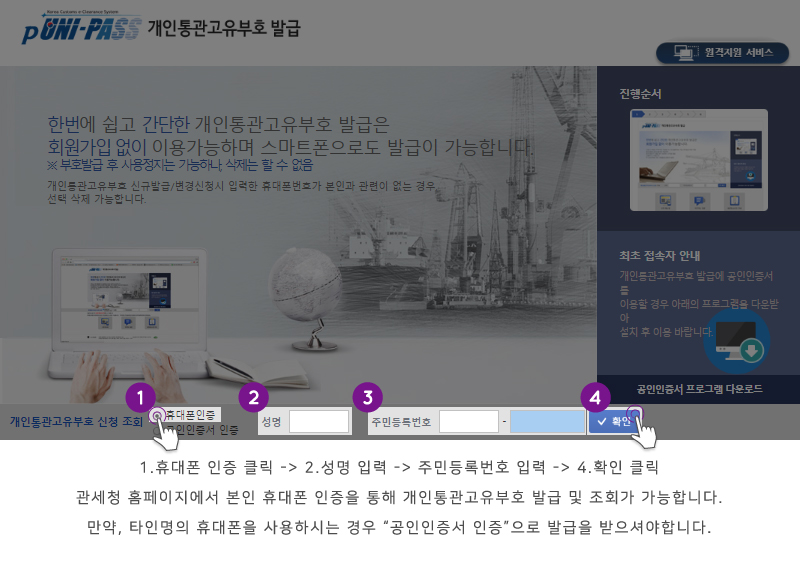 Korea Customs e-Clearance System
pUNI-PASS 개인통관고유부호 발급
원격지원 서비스
한번에 쉽고 간단한 개인통관고유부호 발급은
회원가입 없이 이용가능하며 스마트폰으로도 발급이 가능합니다.
※ 부호발급 후 사용정지는 가능하나, 삭제는 할 수 없음
개인통관고유부호 신규발급/변경신청시 입력한 휴대폰번호가 본인과 관련이 없는 경우
선택 삭제 가능합니다.
진행순서
최초 접속자 안내
개인통관고유부호 발급에 공인인증서
를
이용할 경우 아래의 프로그램을 다운받
아
설치 후 이용 바랍니다.
공인인증서 프로그램 다운로드
1 2 3 4
개인통관고유부호 신청 조회
휴대폰인증
공인인증서 인증
성명
주민등록번호 -
확인
1.휴대폰 인증 클릭 -> 2.성명 입력 -> 주민등록번호 입력 -> 4.확인 클릭
관세청 홈페이지에서 본인 휴대폰 인증을 통해 개인통관고유부호 발급 및 조회가 가능합니다.
만약, 타인명의 휴대폰을 사용하시는 경우 “공인인증서 인증”으로 발급을 받으셔야합니다.